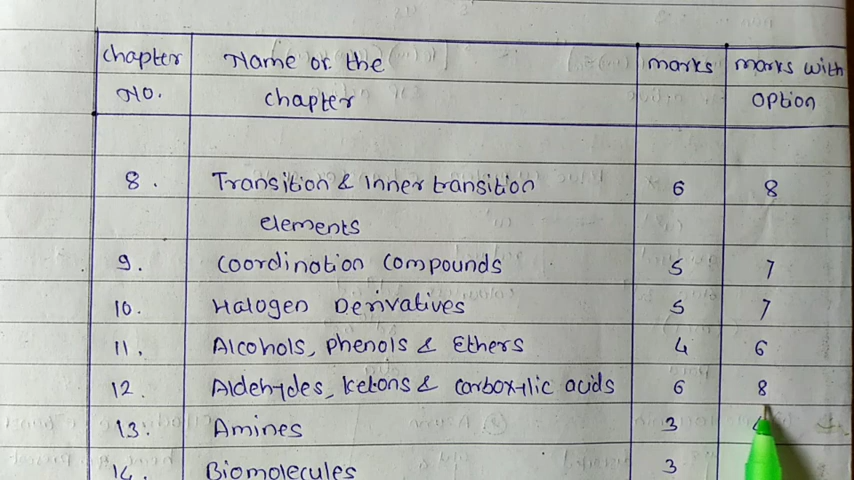 chapter Name of the marks marks with
No. chapter option
8. Transition & Inner transition 6 8
elements
9. coordination compounds 5 7
10. Halogen Derivatives 5 7
11. Alcohols, phenols & Ethers 4 6
12. Aldehydes, ketons & carboxylic acids 6 8
13. Amines 3
14. Biomolecules 3